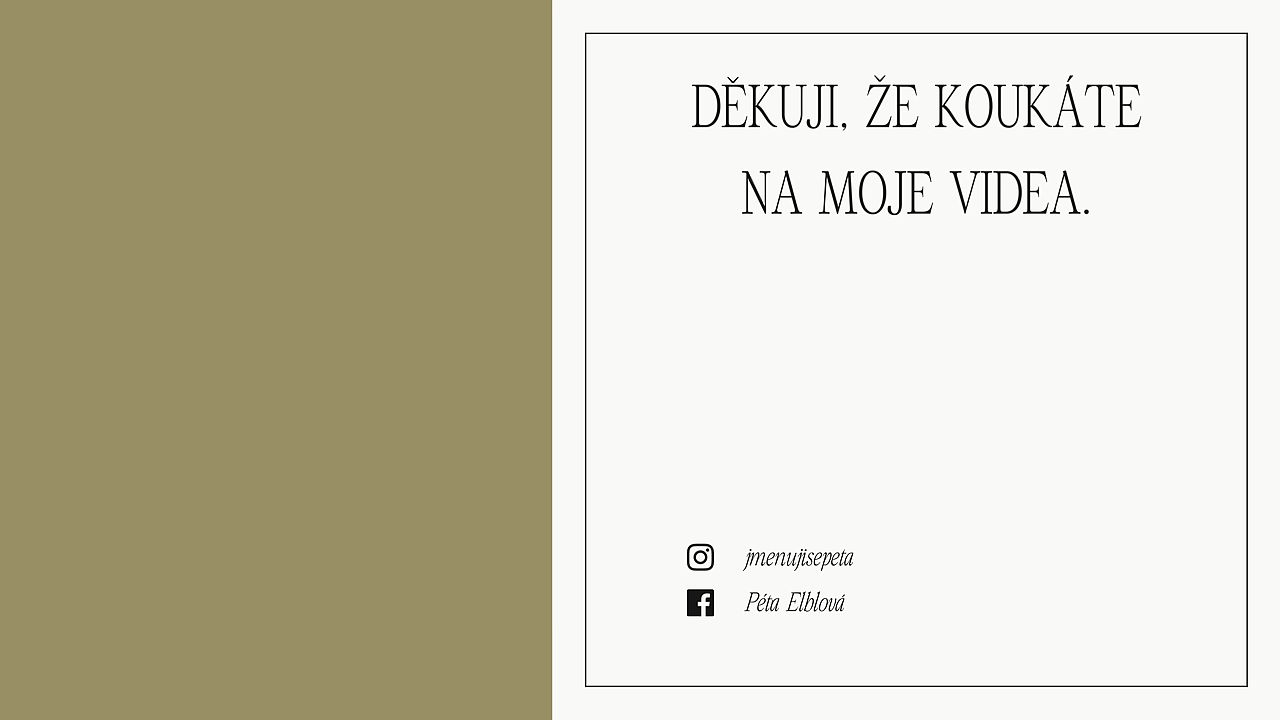 DĚKUJI, ŽE KOUKÁTE
NA MOJE VIDEA.
jmenujisepeta
Péta Elblová